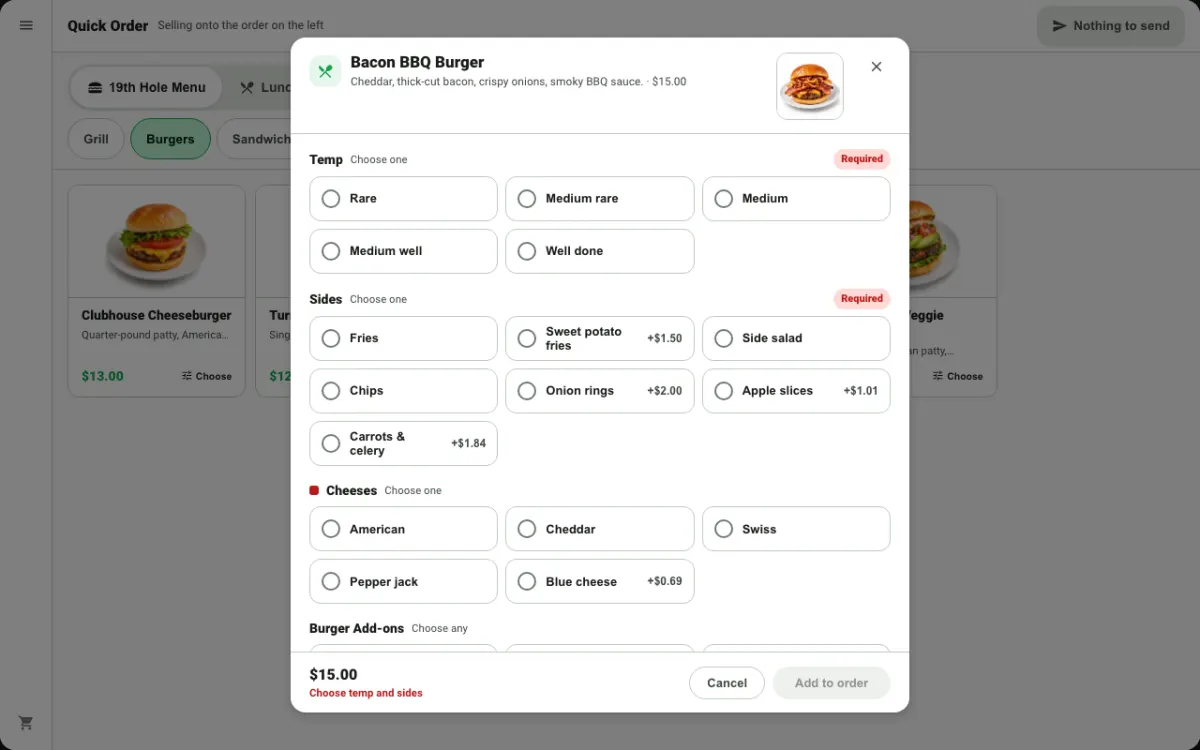 Quick Order
Selling onto the order on the left
Nothing to send
19th Hole Menu
Lunc
Grill
Burgers
Sandwich
Clubhouse Cheeseburger
Quarter-pound patty, America...
$13.00
Choose
Tur
Sing
$12
eggie
an patty,...
Choose
Bacon BBQ Burger
Cheddar, thick-cut bacon, crispy onions, smoky BBQ sauce. · $15.00
Temp Choose one
Required
Rare
Medium rare
Medium
Medium well
Well done
Sides Choose one
Required
Fries
Sweet potato
fries
+$1.50
Side salad
Chips
Onion rings +$2.00
Apple slices +$1.01
Carrots &
celery
+$1.84
Cheeses Choose one
American
Cheddar
Swiss
Pepper jack
Blue cheese +$0.69
Burger Add-ons Choose any
$15.00
Choose temp and sides
Cancel
Add to order